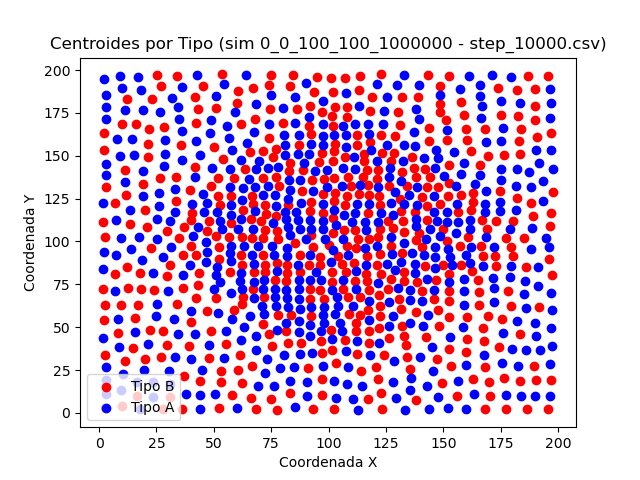 Centroides por Tipo (sim 0_0_100_100_1000000 - step_10000.csv)
200
175
150
125
100
75
50
25
0
Coordenada Y
Tipo B
Tipo A
0 25 50 75 100 125 150 175 200
Coordenada X